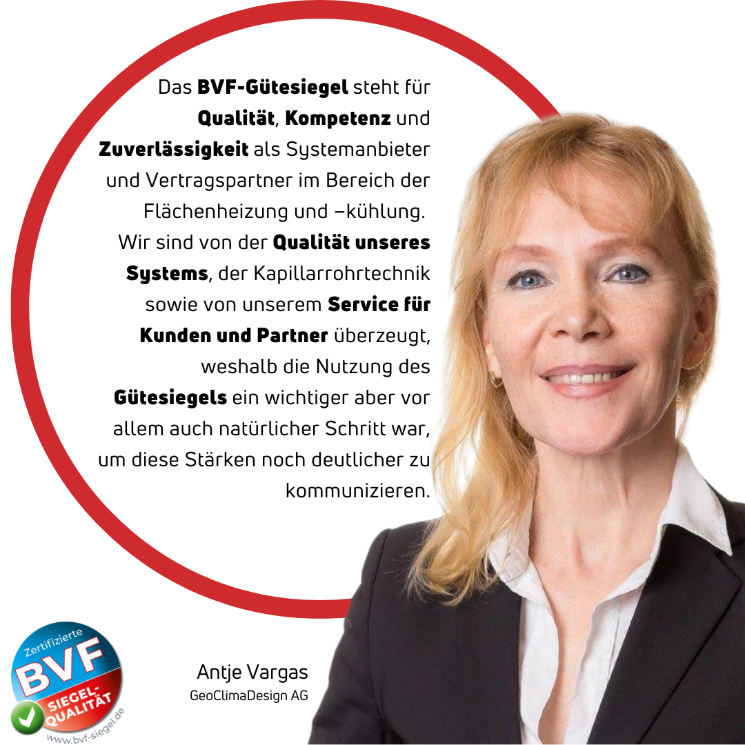 Das BVF-Gütesiegel steht für
Qualität, Kompetenz und
Zuverlässigkeit als Systemanbieter
und Vertragspartner im Bereich der
Flächenheizung und –kühlung.
Wir sind von der Qualität unseres
Systems, der Kapillarrohrtechnik
sowie von unserem Service für
Kunden und Partner überzeugt,
weshalb die Nutzung des
Gütesiegels ein wichtiger aber vor
allem auch natürlicher Schritt war,
um diese Stärken noch deutlicher zu
kommunizieren.
Antje Vargas
GeoClimaDesign AG
Zertifizierte
BVF
SIEGEL-
QUALITÄT
www.bvf-siegel.de